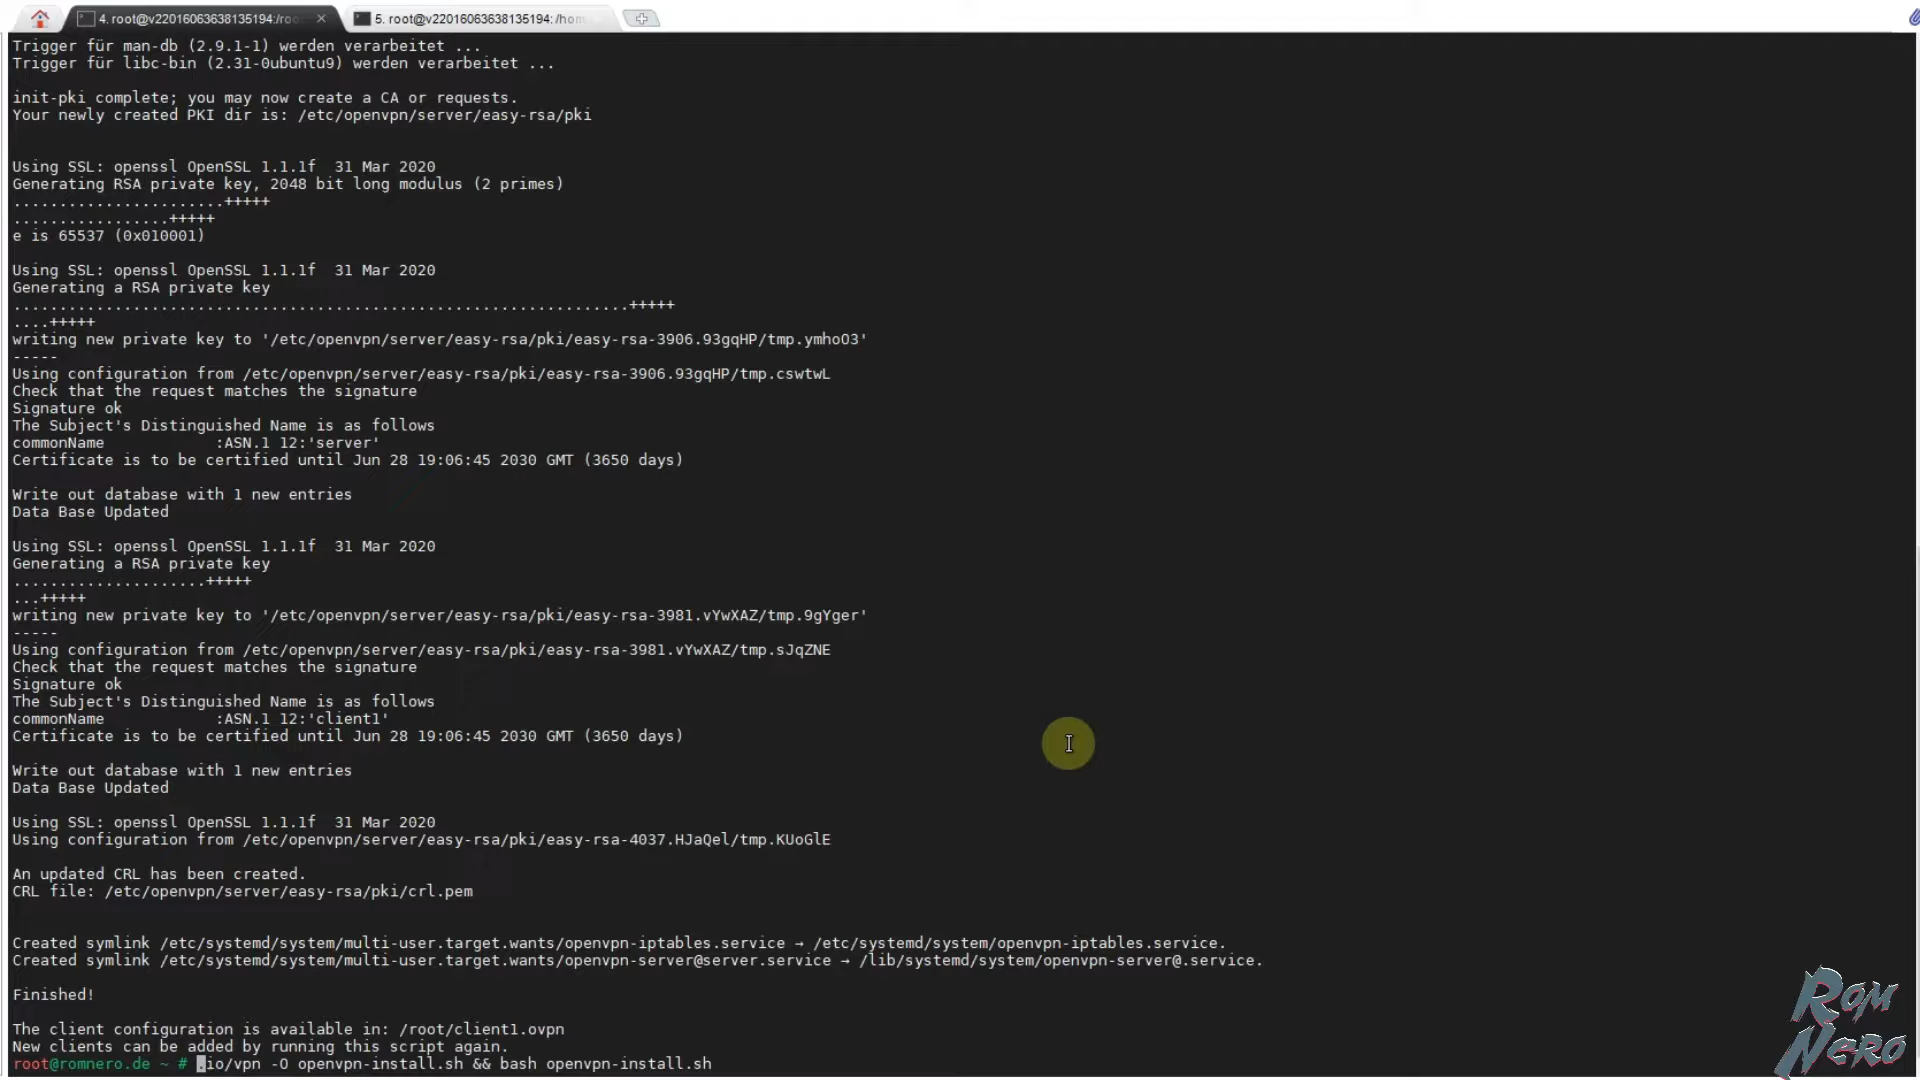 4. root@v22016063638135194:/roo
5. root@v22016063638135194:/hom
Trigger für man-db (2.9.1-1) werden verarbeitet ...
Trigger für libc-bin (2.31-0ubuntu9) werden verarbeitet ...
init-pki complete; you may now create a CA or requests.
Your newly created PKI dir is: /etc/openvpn/server/easy-rsa/pki
Using SSL: openssl OpenSSL 1.1.1f  31 Mar 2020
Generating RSA private key, 2048 bit long modulus (2 primes)
.......................+++++
.................+++++
e is 65537 (0x010001)
Using SSL: openssl OpenSSL 1.1.1f  31 Mar 2020
Generating a RSA private key
...................................................................+++++
....+++++
writing new private key to '/etc/openvpn/server/easy-rsa/pki/easy-rsa-3906.93gqHP/tmp.ymhoO3'
-----
Using configuration from /etc/openvpn/server/easy-rsa/pki/easy-rsa-3906.93gqHP/tmp.cswtwL
Check that the request matches the signature
Signature ok
The Subject's Distinguished Name is as follows
commonName            :ASN.1 12:'server'
Certificate is to be certified until Jun 28 19:06:45 2030 GMT (3650 days)
Write out database with 1 new entries
Data Base Updated
Using SSL: openssl OpenSSL 1.1.1f  31 Mar 2020
Generating a RSA private key
.....................+++++
...+++++
writing new private key to '/etc/openvpn/server/easy-rsa/pki/easy-rsa-3981.vYwXAZ/tmp.9gYger'
-----
Using configuration from /etc/openvpn/server/easy-rsa/pki/easy-rsa-3981.vYwXAZ/tmp.sJqZNE
Check that the request matches the signature
Signature ok
The Subject's Distinguished Name is as follows
commonName            :ASN.1 12:'client1'
Certificate is to be certified until Jun 28 19:06:45 2030 GMT (3650 days)
Write out database with 1 new entries
Data Base Updated
Using SSL: openssl OpenSSL 1.1.1f  31 Mar 2020
Using configuration from /etc/openvpn/server/easy-rsa/pki/easy-rsa-4037.HJaQel/tmp.KUoGlE
An updated CRL has been created.
CRL file: /etc/openvpn/server/easy-rsa/pki/crl.pem
Created symlink /etc/systemd/system/multi-user.target.wants/openvpn-iptables.service → /etc/systemd/system/openvpn-iptables.service.
Created symlink /etc/systemd/system/multi-user.target.wants/openvpn-server@server.service → /lib/systemd/system/openvpn-server@.service.
Finished!
The client configuration is available in: /root/client1.ovpn
New clients can be added by running this script again.
root@romnero.de ~ # .io/vpn -O openvpn-install.sh && bash openvpn-install.sh
Rom
Nero